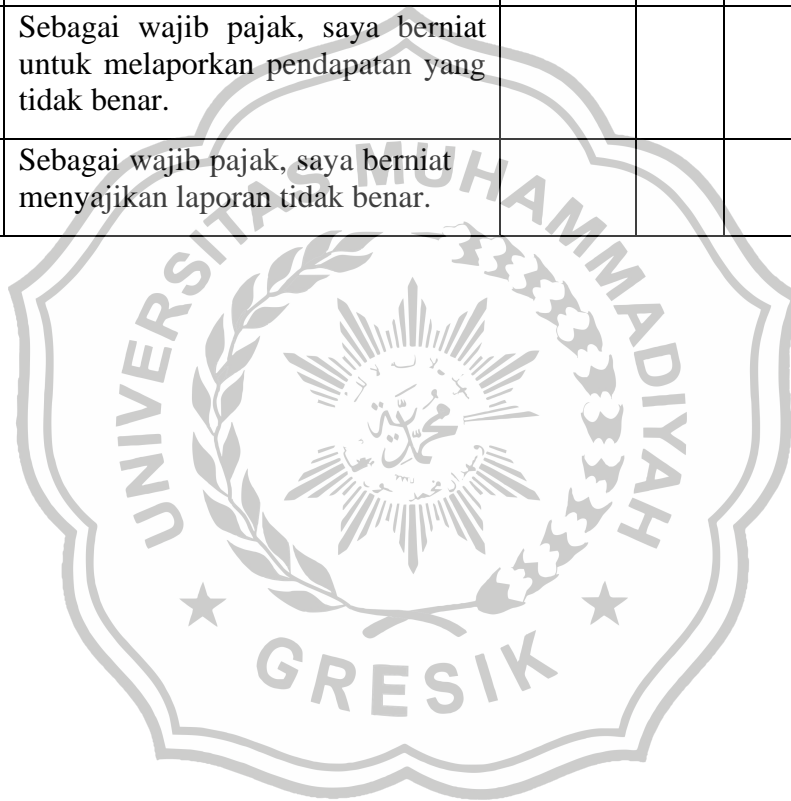 Sebagai wajib pajak, saya berniat
untuk melaporkan pendapatan yang
tidak benar.
Sebagai wajib pajak, saya berniat
menyajikan laporan tidak benar.
UNIVERSITAS MUHAMMADIYAH
محمدية
GRESIK